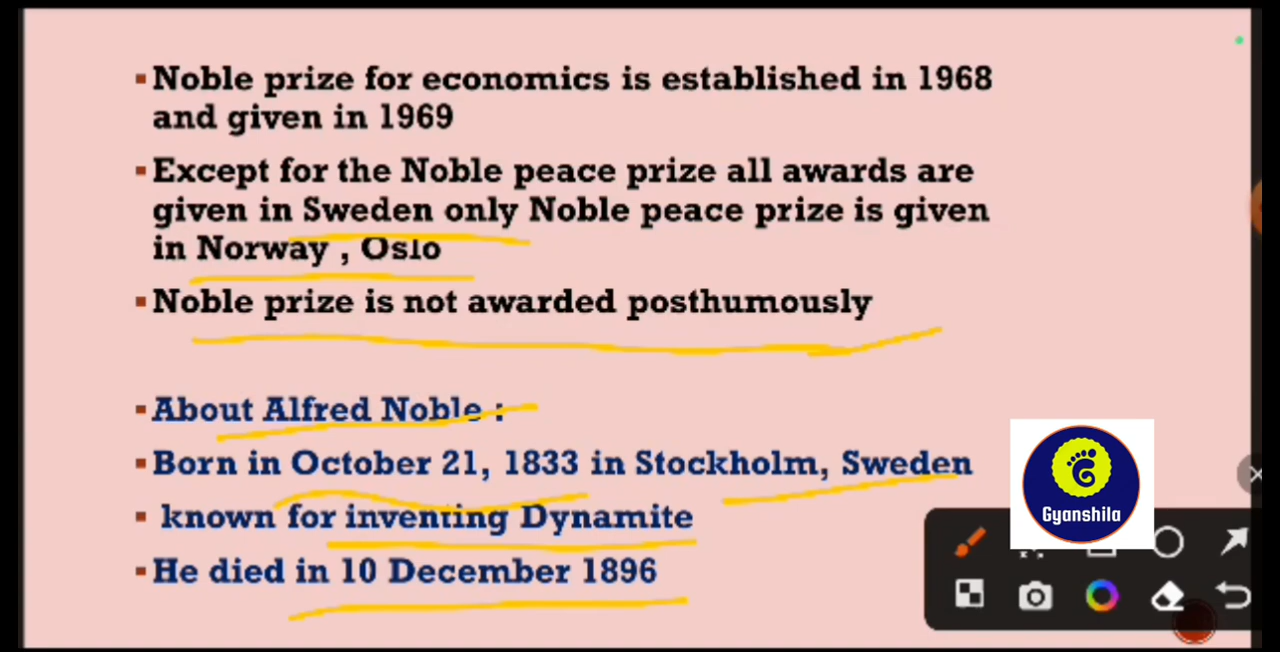 ▪Noble prize for economics is established in 1968
and given in 1969
▪Except for the Noble peace prize all awards are
given in Sweden only Noble peace prize is given
in Norway , Oslo
▪Noble prize is not awarded posthumously
▪About Alfred Noble :
▪Born in October 21, 1833 in Stockholm, Sweden
▪ known for inventing Dynamite
▪He died in 10 December 1896
Gyanshila